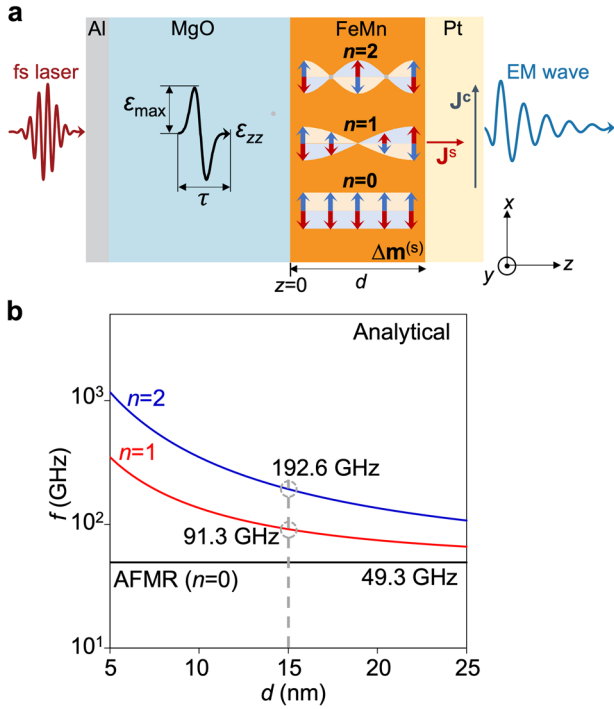 a
Al
MgO
FeMn
Pt
fs laser
εmax
εzz
τ
n=2
n=1
n=0
Δm(s)
Jc
Js
EM wave
z=0
d
x
y
z
b
Analytical
f (GHz)
10³
10²
10¹
n=2
n=1
192.6 GHz
91.3 GHz
AFMR (n=0)
49.3 GHz
5
10
15
20
25
d (nm)